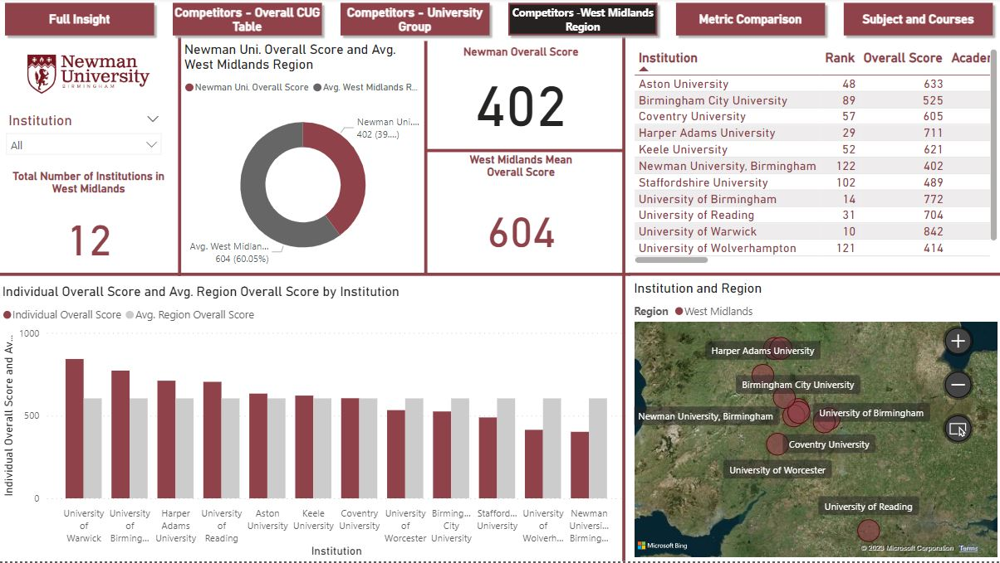 Full Insight
Competitors - Overall CUG
Table
Competitors - University
Group
Competitors -West Midlands
Region
Metric Comparison
Subject and Courses
Newman
University
BIRMINGHAM
Institution
All
Total Number of Institutions in
West Midlands
12
Newman Uni. Overall Score and Avg.
West Midlands Region
Newman Uni. Overall Score Avg. West Midlands R...
Newman Uni....
402 (39....)
Avg. West Midlan...
604 (60.05%)
Newman Overall Score
402
West Midlands Mean
Overall Score
604
Institution Rank Overall Score Acader
Aston University 48 633
Birmingham City University 89 525
Coventry University 57 605
Harper Adams University 29 711
Keele University 52 621
Newman University, Birmingham 122 402
Staffordshire University 102 489
University of Birmingham 14 772
University of Reading 31 704
University of Warwick 10 842
University of Wolverhampton 121 414
Individual Overall Score and Avg. Region Overall Score by Institution
Individual Overall Score Avg. Region Overall Score
Individual Overall Score and Av...
1000
500
0
University
of
Warwick
University
of
Birming...
Harper
Adams
University
University
of
Reading
Aston
University
Keele
University
Coventry
University
University
of
Worcester
Birming...
City
University
Stafford...
University
University
of
Wolverh...
Newman
Universi...
Birming...
Institution
Institution and Region
Region West Midlands
Harper Adams University
Birmingham City University
Newman University, Birmingham
University of Birmingham
Coventry University
University of Worcester
University of Reading
Microsoft Bing
© 2023 Microsoft Corporation Terms